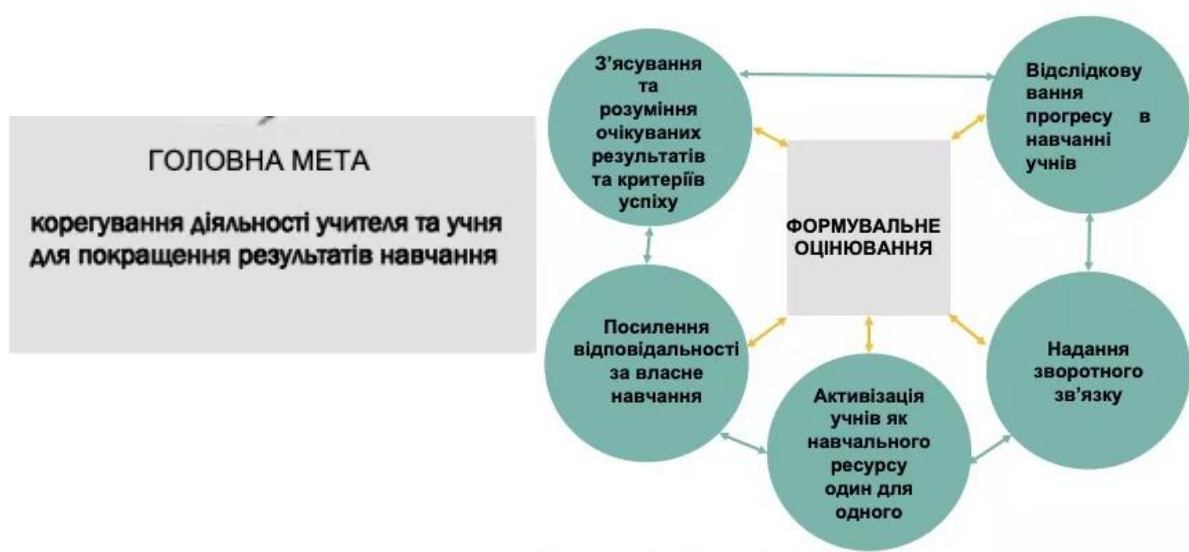 ГОЛОВНА МЕТА
корегування діяльності учителя та учня
для покращення результатів навчання
З’ясування
та
розуміння
очікуваних
результатів
та критеріїв
успіху
Відслідкову
вання
прогресу в
навчанні
учнів
ФОРМУВАЛЬНЕ
ОЦІНЮВАННЯ
Посилення
відповідальності
за власне
навчання
Активізація
учнів як
навчального
ресурсу
один для
одного
Надання
зворотного
зв’язку